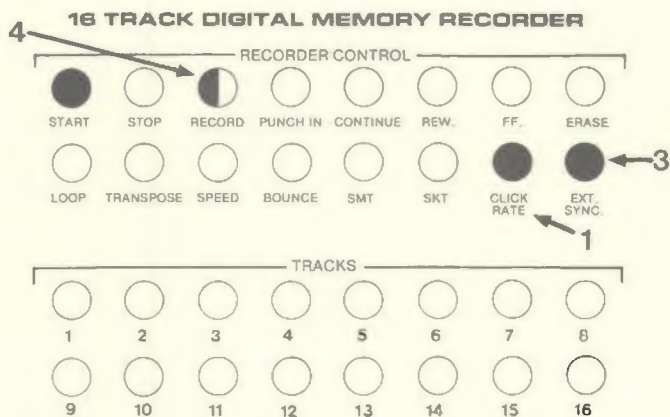 16 TRACK DIGITAL MEMORY RECORDER
4
RECORDER CONTROL
START STOP RECORD PUNCH IN CONTINUE REW. FF. ERASE
3
LOOP TRANSPOSE SPEED BOUNCE SMT SKT CLICK RATE EXT. SYNC.
1
TRACKS
1 2 3 4 5 6 7 8
9 10 11 12 13 14 15 16